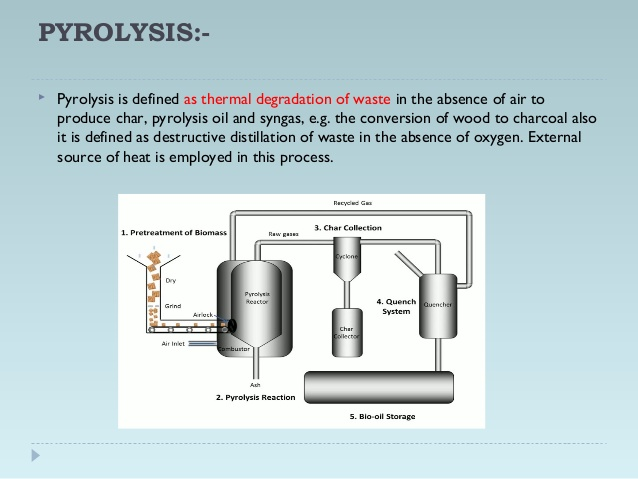 PYROLYSIS:-
Pyrolysis is defined as thermal degradation of waste in the absence of air to
produce char, pyrolysis oil and syngas, e.g. the conversion of wood to charcoal also
it is defined as destructive distillation of waste in the absence of oxygen. External
source of heat is employed in this process.
Recycled Gas
1. Pretreatment of Biomass
Raw gases
3. Char Collection
Cyclone
Dry
Pyrolysis
Reactor
4. Quench
System
Quencher
Grind
Airlock
Char
Collector
Air Inlet
Combustor
Ash
2. Pyrolysis Reaction
5. Bio-oil Storage